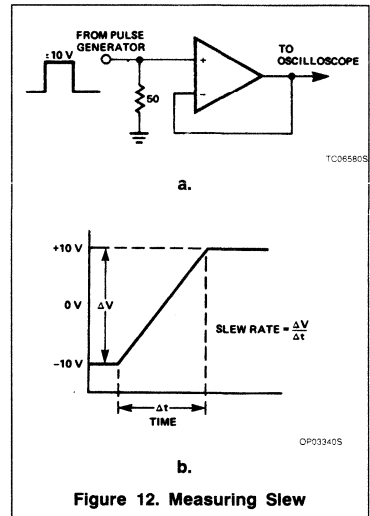 FROM PULSE
GENERATOR
±10 V
TO
OSCILLOSCOPE
+
−
50
TC06580S
a.
+10 V
0 V
ΔV
SLEW RATE = ΔV/Δt
−10 V
Δt
TIME
OP03340S
b.
Figure 12. Measuring Slew